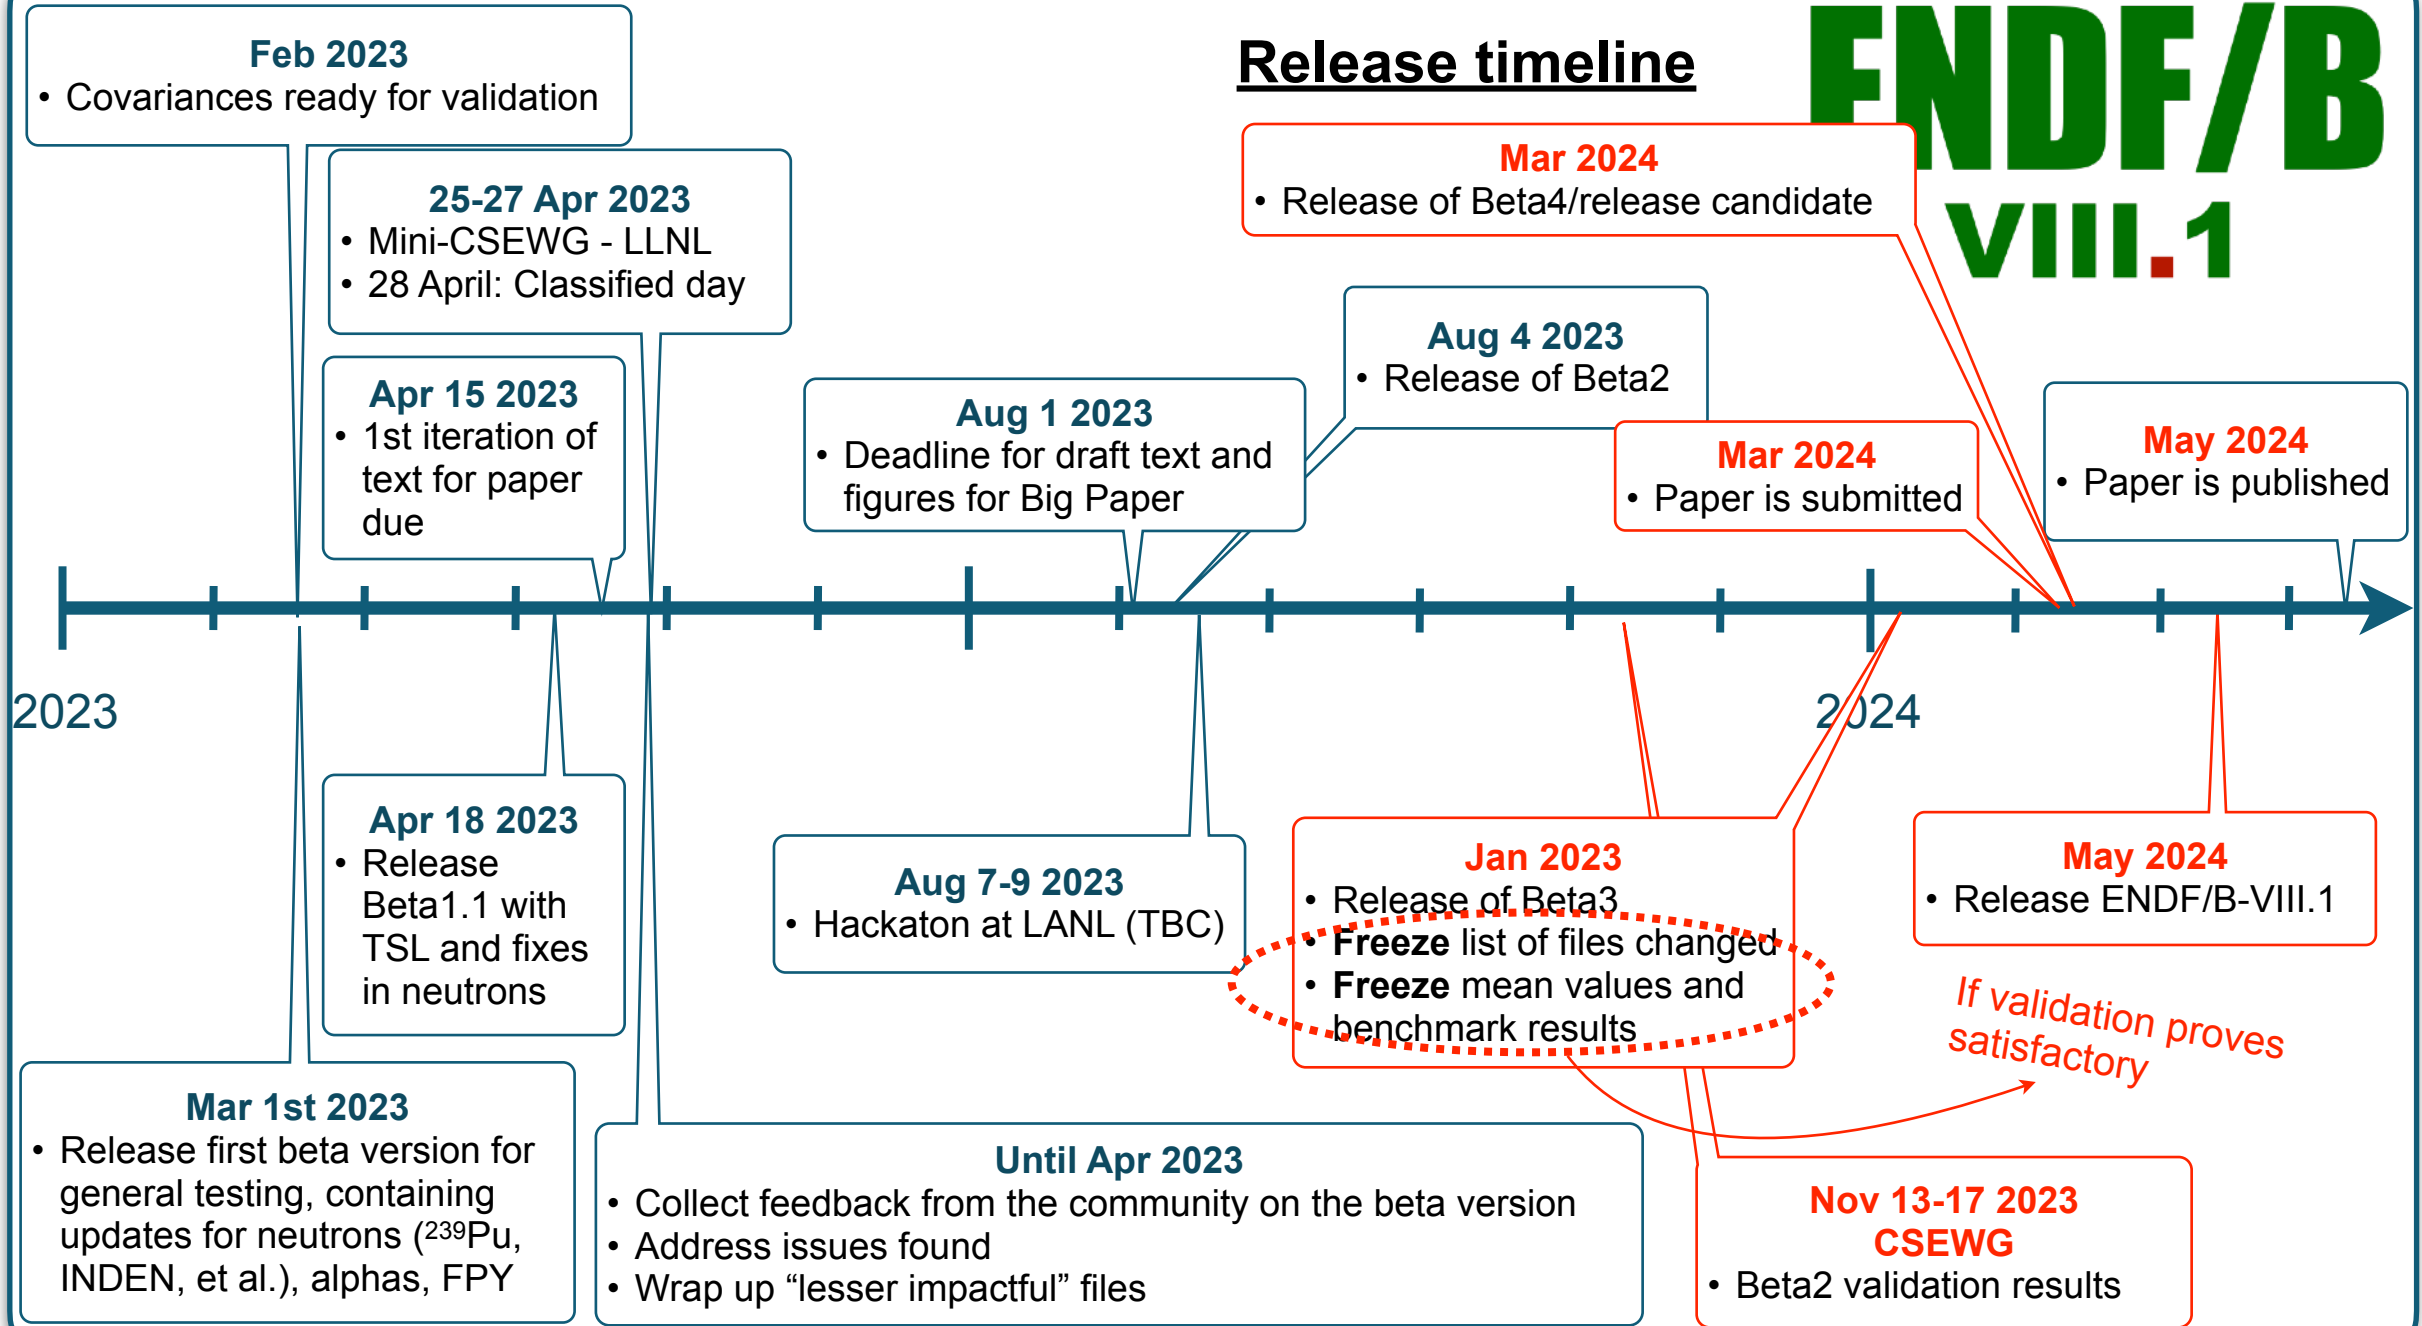 Release timeline
ENDF/B
VIII.1
Feb 2023
• Covariances ready for validation
25-27 Apr 2023
• Mini-CSEWG - LLNL
• 28 April: Classified day
Apr 15 2023
• 1st iteration of
text for paper
due
Aug 1 2023
• Deadline for draft text and
figures for Big Paper
Aug 4 2023
• Release of Beta2
Mar 2024
• Release of Beta4/release candidate
Mar 2024
• Paper is submitted
May 2024
• Paper is published
2023
2024
Apr 18 2023
• Release
Beta1.1 with
TSL and fixes
in neutrons
Mar 1st 2023
• Release first beta version for
general testing, containing
updates for neutrons (²³⁹Pu,
INDEN, et al.), alphas, FPY
Until Apr 2023
• Collect feedback from the community on the beta version
• Address issues found
• Wrap up “lesser impactful” files
Aug 7-9 2023
• Hackaton at LANL (TBC)
Jan 2023
• Release of Beta3
• Freeze list of files changed
• Freeze mean values and
benchmark results
May 2024
• Release ENDF/B-VIII.1
If validation proves
satisfactory
Nov 13-17 2023
CSEWG
• Beta2 validation results